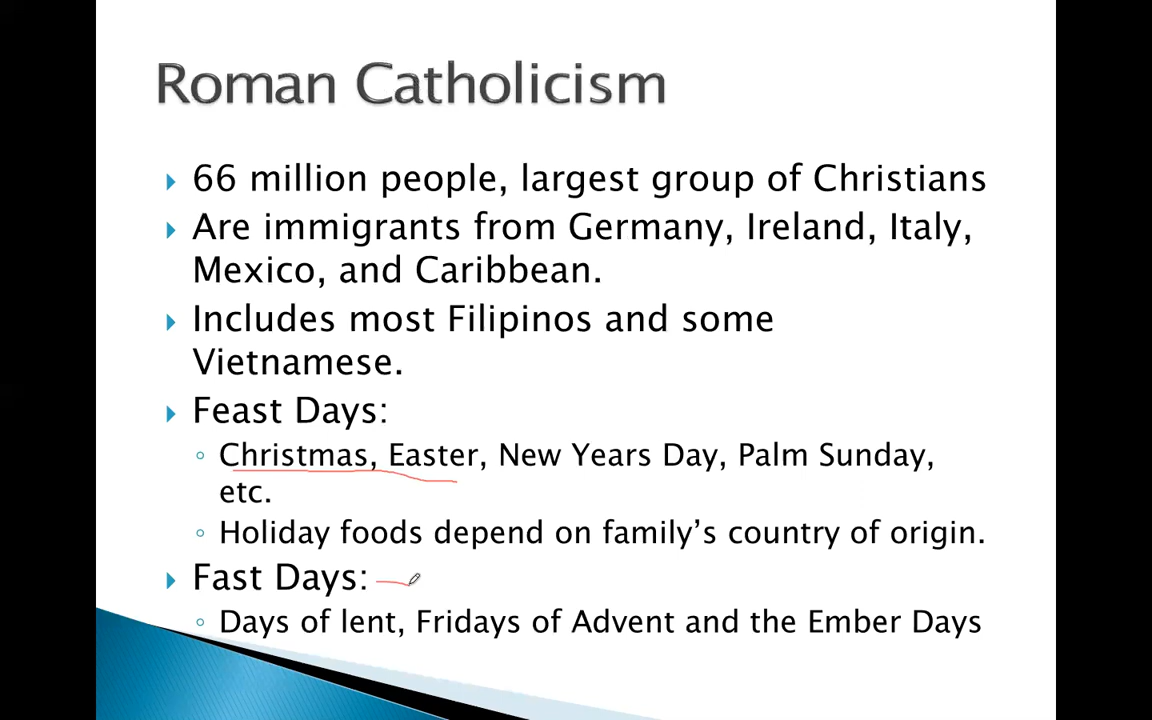 Roman Catholicism
66 million people, largest group of Christians
Are immigrants from Germany, Ireland, Italy,
Mexico, and Caribbean.
Includes most Filipinos and some
Vietnamese.
Feast Days:
Christmas, Easter, New Years Day, Palm Sunday,
etc.
Holiday foods depend on family’s country of origin.
Fast Days:
Days of lent, Fridays of Advent and the Ember Days